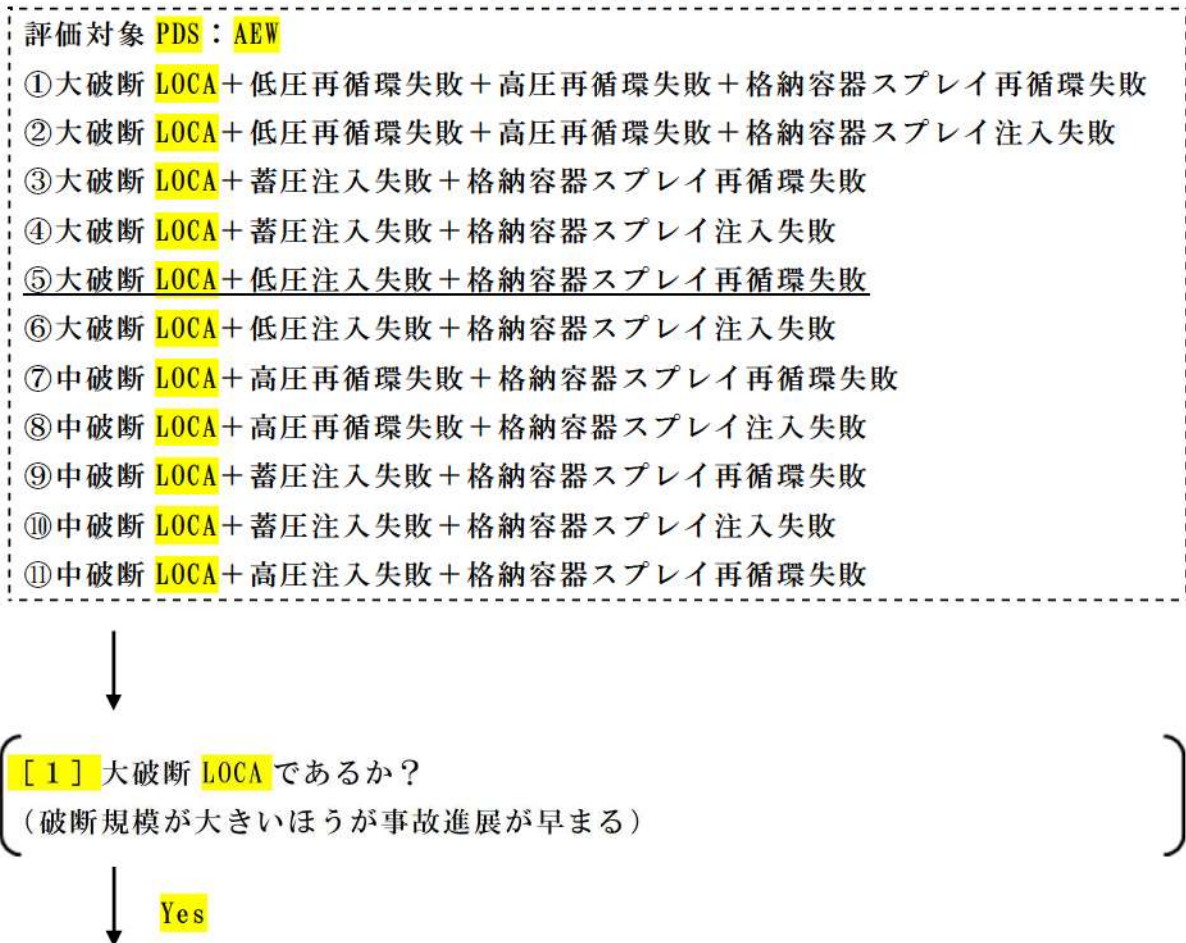 評価対象 PDS：AEW
①大破断 LOCA＋低圧再循環失敗＋高圧再循環失敗＋格納容器スプレイ再循環失敗
②大破断 LOCA＋低圧再循環失敗＋高圧再循環失敗＋格納容器スプレイ注入失敗
③大破断 LOCA＋蓄圧注入失敗＋格納容器スプレイ再循環失敗
④大破断 LOCA＋蓄圧注入失敗＋格納容器スプレイ注入失敗
⑤大破断 LOCA＋低圧注入失敗＋格納容器スプレイ再循環失敗
⑥大破断 LOCA＋低圧注入失敗＋格納容器スプレイ注入失敗
⑦中破断 LOCA＋高圧再循環失敗＋格納容器スプレイ再循環失敗
⑧中破断 LOCA＋高圧再循環失敗＋格納容器スプレイ注入失敗
⑨中破断 LOCA＋蓄圧注入失敗＋格納容器スプレイ再循環失敗
⑩中破断 LOCA＋蓄圧注入失敗＋格納容器スプレイ注入失敗
⑪中破断 LOCA＋高圧注入失敗＋格納容器スプレイ再循環失敗
［1］大破断 LOCA であるか？
（破断規模が大きいほうが事故進展が早まる）
Yes